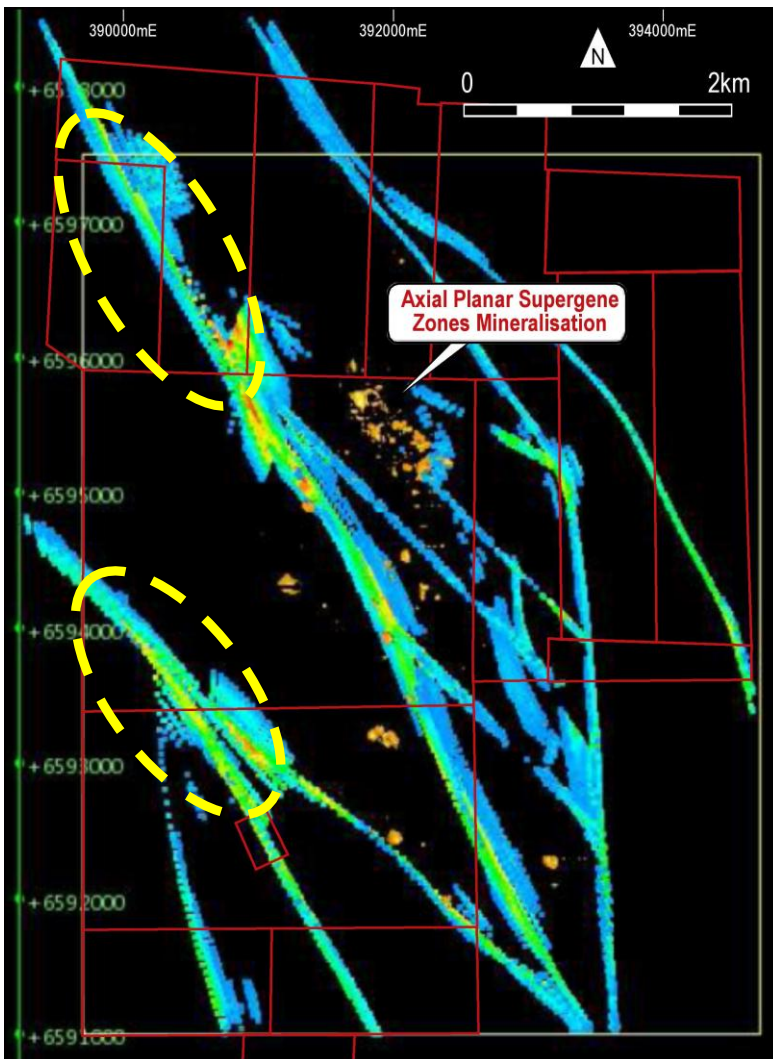 390000mE
392000mE
394000mE
N
0
2km
+6598000
+6597000
Axial Planar Supergene
Zones Mineralisation
+6596000
+6595000
+6594000
+6593000
+6592000
+6591000